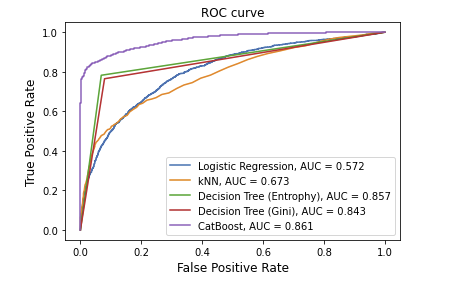 ROC curve
True Positive Rate
1.0
0.8
0.6
0.4
0.2
0.0
Logistic Regression, AUC = 0.572
kNN, AUC = 0.673
Decision Tree (Entrophy), AUC = 0.857
Decision Tree (Gini), AUC = 0.843
CatBoost, AUC = 0.861
0.0 0.2 0.4 0.6 0.8 1.0
False Positive Rate